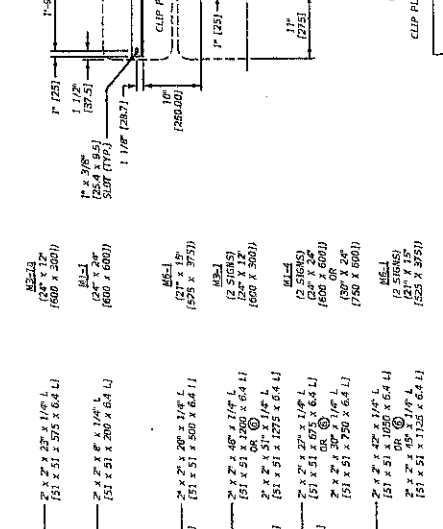 2" x 2" x 23" x 1/4" L
[51 x 51 x 575 x 6.4 L]
2" x 2" x 8" x 1/4" L
[51 x 51 x 200 x 6.4 L]
2" x 2" x 20" x 1/4" L
[51 x 51 x 500 x 6.4 L]
2" x 2" x 48" x 1/4" L
[51 x 51 x 1200 x 6.4 L]
OR 6
2" x 2" x 51" x 1/4" L
[51 x 51 x 1275 x 6.4 L]
2" x 2" x 27" x 1/4" L
[51 x 51 x 675 x 6.4 L]
OR 6
2" x 2" x 30" x 1/4" L
[51 x 51 x 750 x 6.4 L]
2" x 2" x 42" x 1/4" L
[51 x 51 x 1050 x 6.4 L]
OR 6
2" x 2" x 45" x 1/4" L
[51 x 51 x 1125 x 6.4 L]
(24" x 12"
[600 x 300])
(24" x 24"
[600 x 600])
M6-1
(21" x 15"
[525 x 375])
M3-1
(2 SIGNS)
(24" x 12"
[600 x 300])
M1-4
(2 SIGNS)
(24" x 24"
[600 x 600])
OR
(30" x 24"
[750 x 600])
M6-1
(2 SIGNS)
(21" x 15"
[525 x 375])
1" [25]
1 1/2"
[37.5]
1" x 3/8"
[25.4 x 9.5]
SLOT (TYP.)
1 1/8" [28.7]
10"
[250.00]
CLIP
1" [25]
11"
[275]
CLIP PL